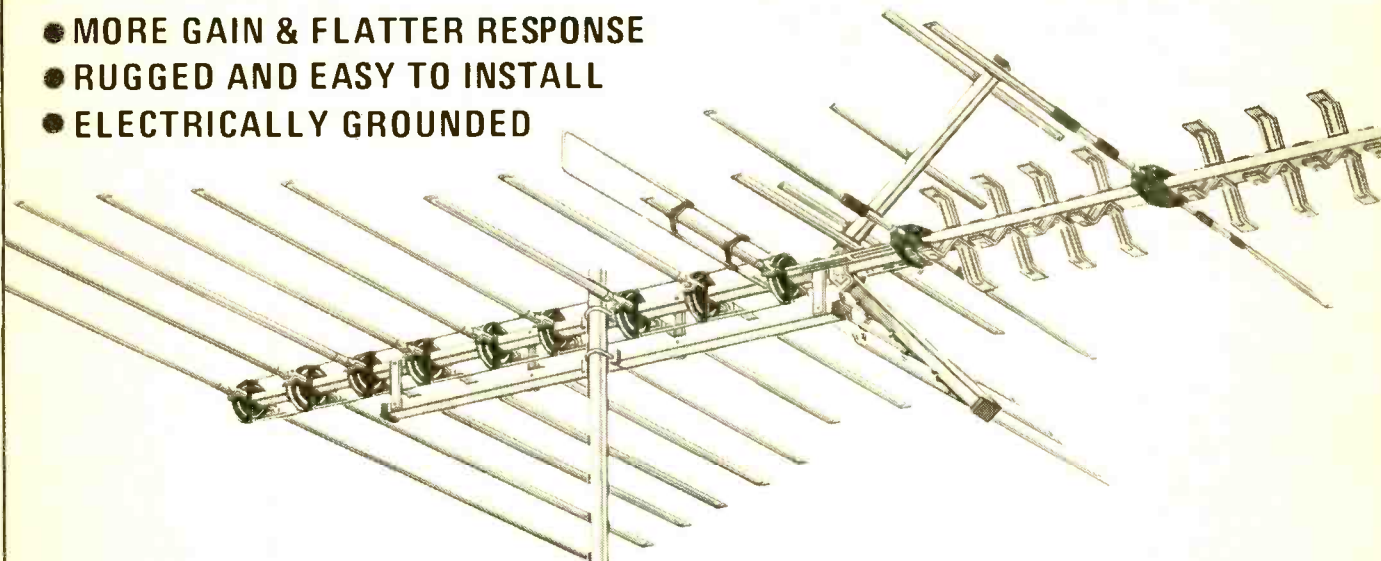 ● MORE GAIN & FLATTER RESPONSE
● RUGGED AND EASY TO INSTALL
● ELECTRICALLY GROUNDED